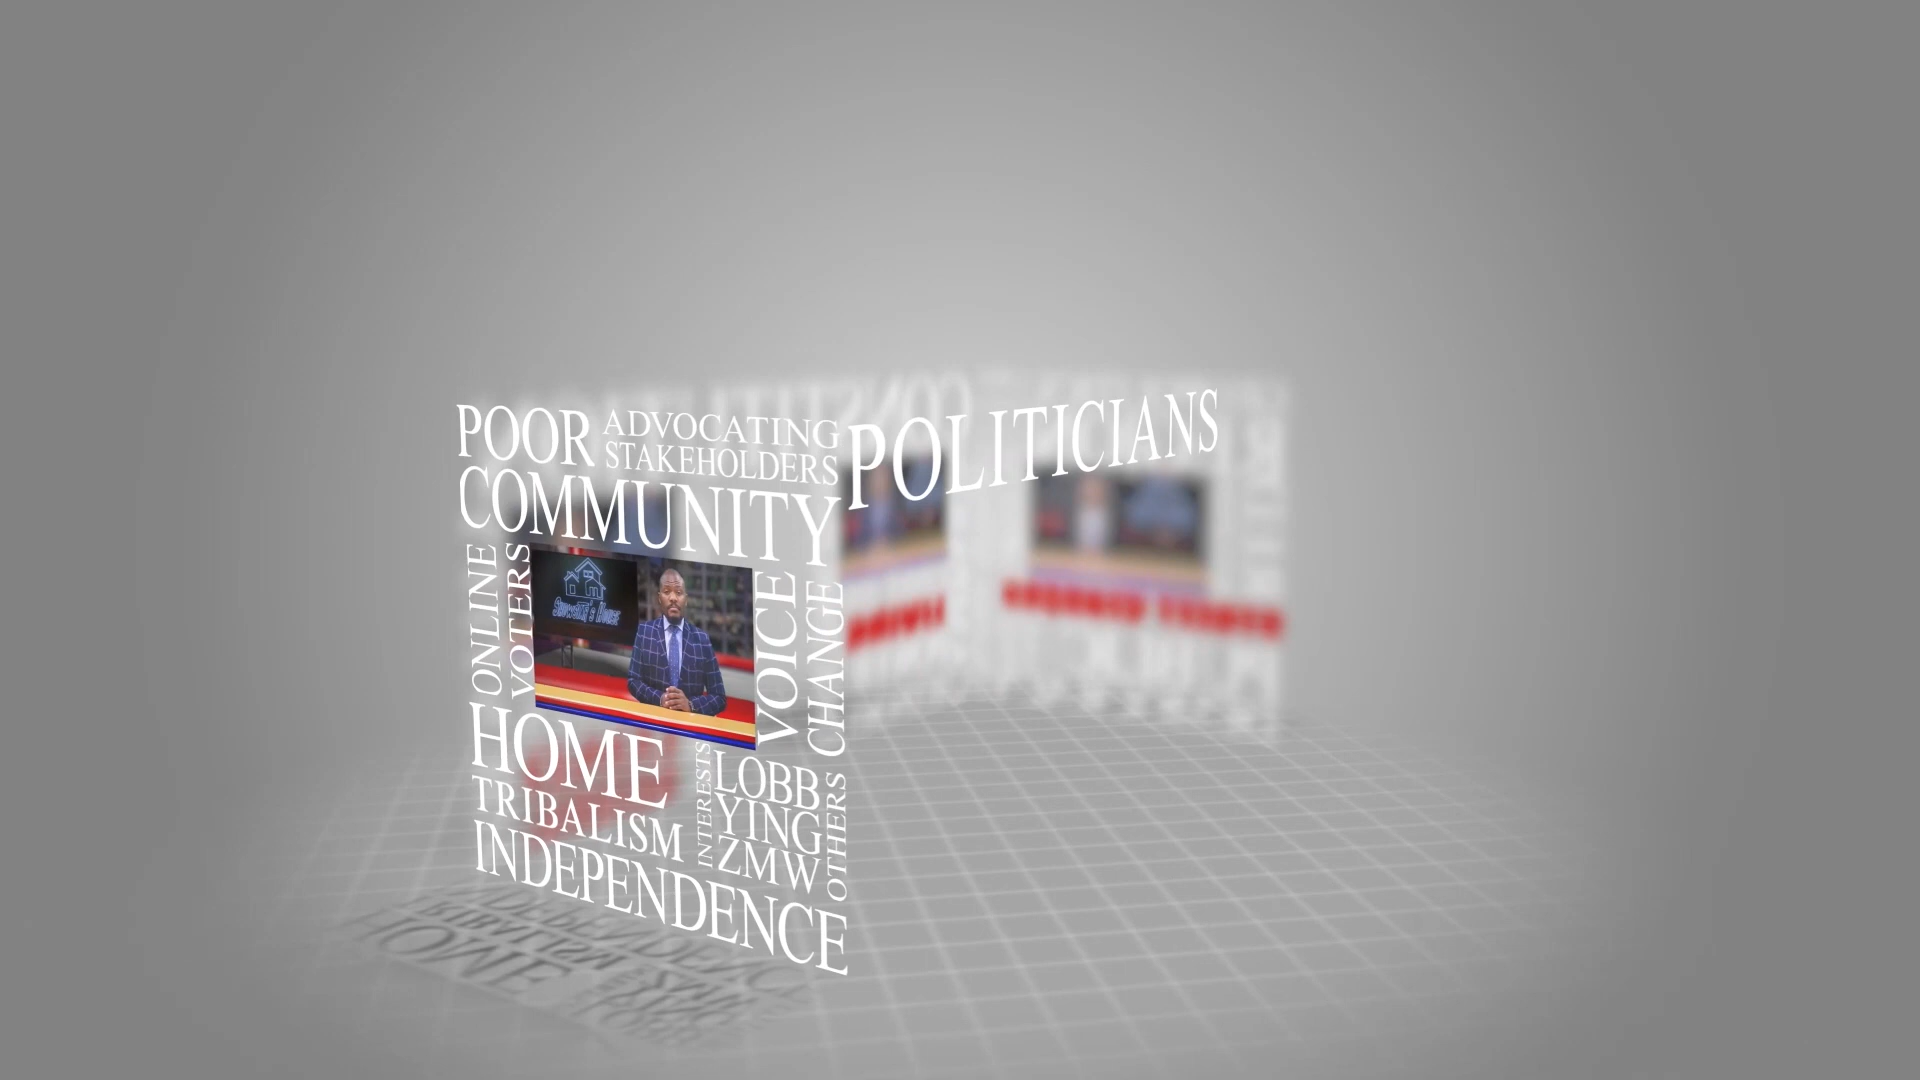 POOR
ADVOCATING
STAKEHOLDERS
POLITICIANS
COMMUNITY
ONLINE
VOTERS
VOICE
CHANGE
HOME
TRIBALISM
INTERESTS
LOBB
YING
ZMW
OTHERS
INDEPENDENCE